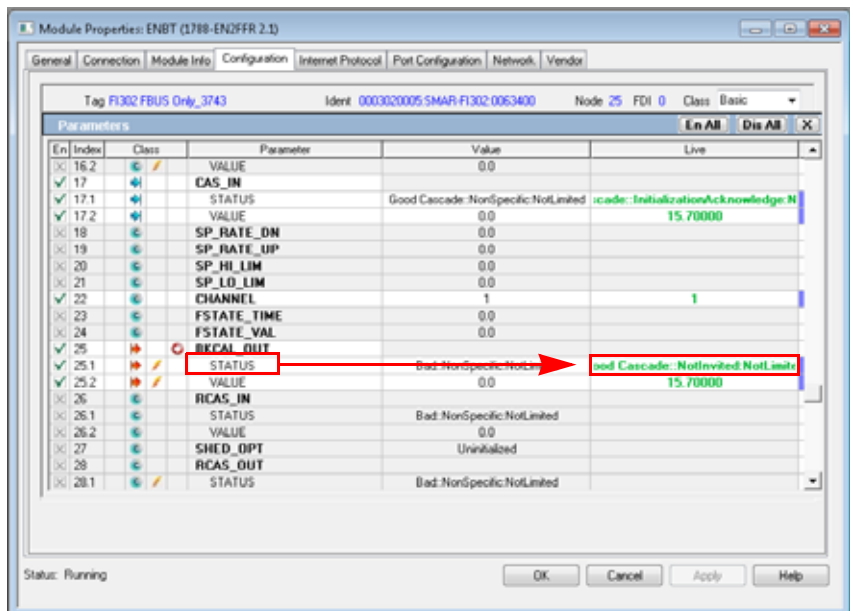 Module Properties: ENBT (1788-EN2FFR 2.1)
General Connection Module Info Configuration Internet Protocol Port Configuration Network Vendor
Tag FI302 FBUS Only_3743 Ident 0003020005:SMAR-FI302:0063400 Node 25 FDI 0 Class Basic
Parameters En All Dis All X
En Index Class Parameter Value Live
16.2 VALUE 0.0
17 CAS_IN
17.1 STATUS Good Cascade::NonSpecific:NotLimited :cade::InitializationAcknowledge:N
17.2 VALUE 0.0 15.70000
18 SP_RATE_DN 0.0
19 SP_RATE_UP 0.0
20 SP_HI_LIM 0.0
21 SP_LO_LIM 0.0
22 CHANNEL 1 1
23 FSTATE_TIME 0.0
24 FSTATE_VAL 0.0
25 BKCAL_OUT
25.1 STATUS Bad::NonSpecific:NotLimited ood Cascade::NotInvited:NotLimite
25.2 VALUE 0.0 15.70000
26 RCAS_IN
26.1 STATUS Bad::NonSpecific:NotLimited
26.2 VALUE 0.0
27 SHED_OPT Uninitialized
28 RCAS_OUT
28.1 STATUS Bad::NonSpecific:NotLimited
Status: Running OK Cancel Apply Help